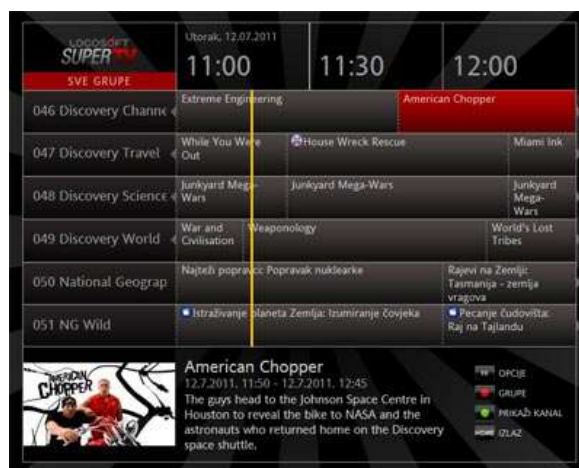 LOGOSOFT
SUPERTV
SVE GRUPE
Utorak, 12.07.2011
11:00
11:30
12:00
046 Discovery Channe
Extreme Engineering
American Chopper
047 Discovery Travel
While You Were
Out
House Wreck Rescue
Miami Ink
048 Discovery Science
Junkyard Mega-
Wars
Junkyard Mega-Wars
Junkyard
Mega-
Wars
049 Discovery World
War and
Civilisation
Weaponology
World's Lost
Tribes
050 National Geograp
Najteži popravci: Popravak nuklearke
Rajevi na Zemlji:
Tasmanija - zemlja
vragova
051 NG Wild
Istraživanje planeta Zemlja: Izumiranje čovjeka
Pecanje čudovišta:
Raj na Tajlandu
AMERICAN
CHOPPER
American Chopper
12.7.2011. 11:50 - 12.7.2011. 12:45
The guys head to the Johnson Space Centre in
Houston to reveal the bike to NASA and the
astronauts who returned home on the Discovery
space shuttle.
OPCIJE
GRUPE
PRIKAŽI KANAL
HOME IZLAZ